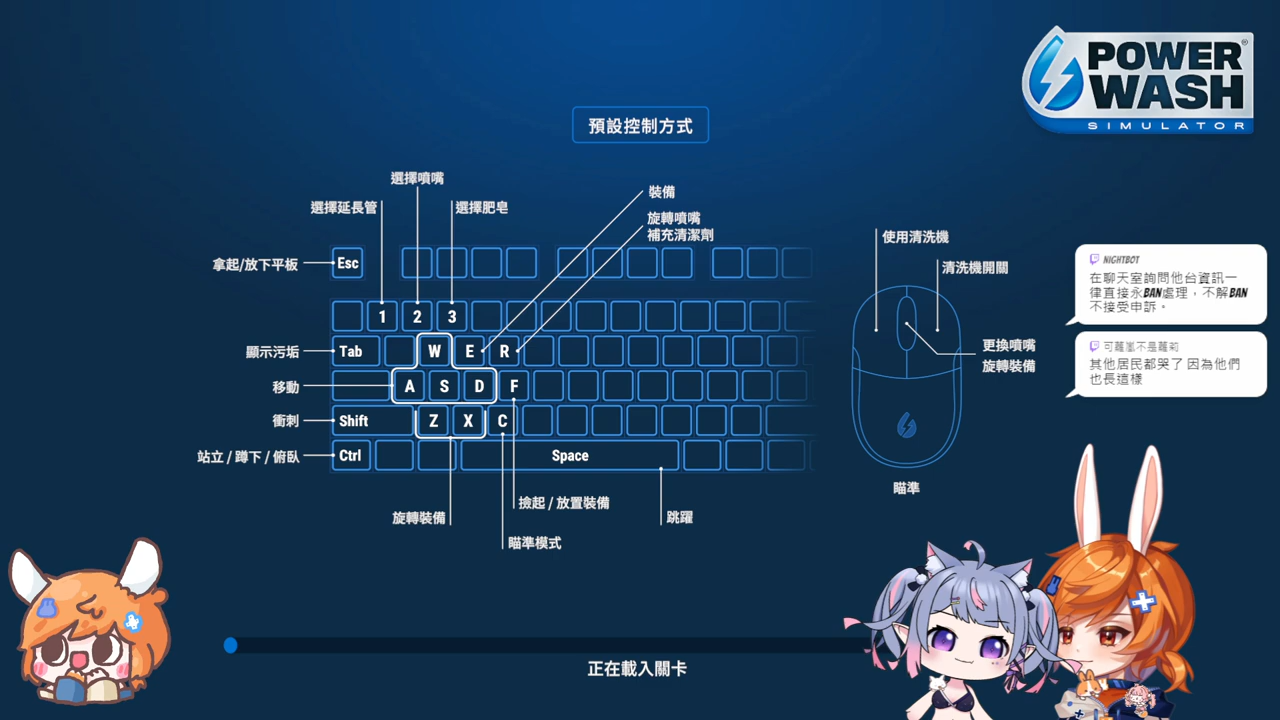 POWER
WASH
SIMULATOR
預設控制方式
選擇噴嘴
選擇延長管
選擇肥皂
裝備
旋轉噴嘴
補充清潔劑
拿起/放下平板
Esc
1
2
3
顯示污垢
Tab
W
E
R
移動
A
S
D
F
衝刺
Shift
Z
X
C
站立 / 蹲下 / 俯臥
Ctrl
Space
旋轉裝備
撿起 / 放置裝備
瞄準模式
跳躍
使用清洗機
清洗機開關
更換噴嘴
旋轉裝備
瞄準
NIGHTBOT
在聊天室詢問他台資訊一
律直接永BAN處理，不解BAN
不接受申訴。
可蘿嵐不是蘿莉
其他居民都哭了 因為他們
也長這樣
正在載入關卡